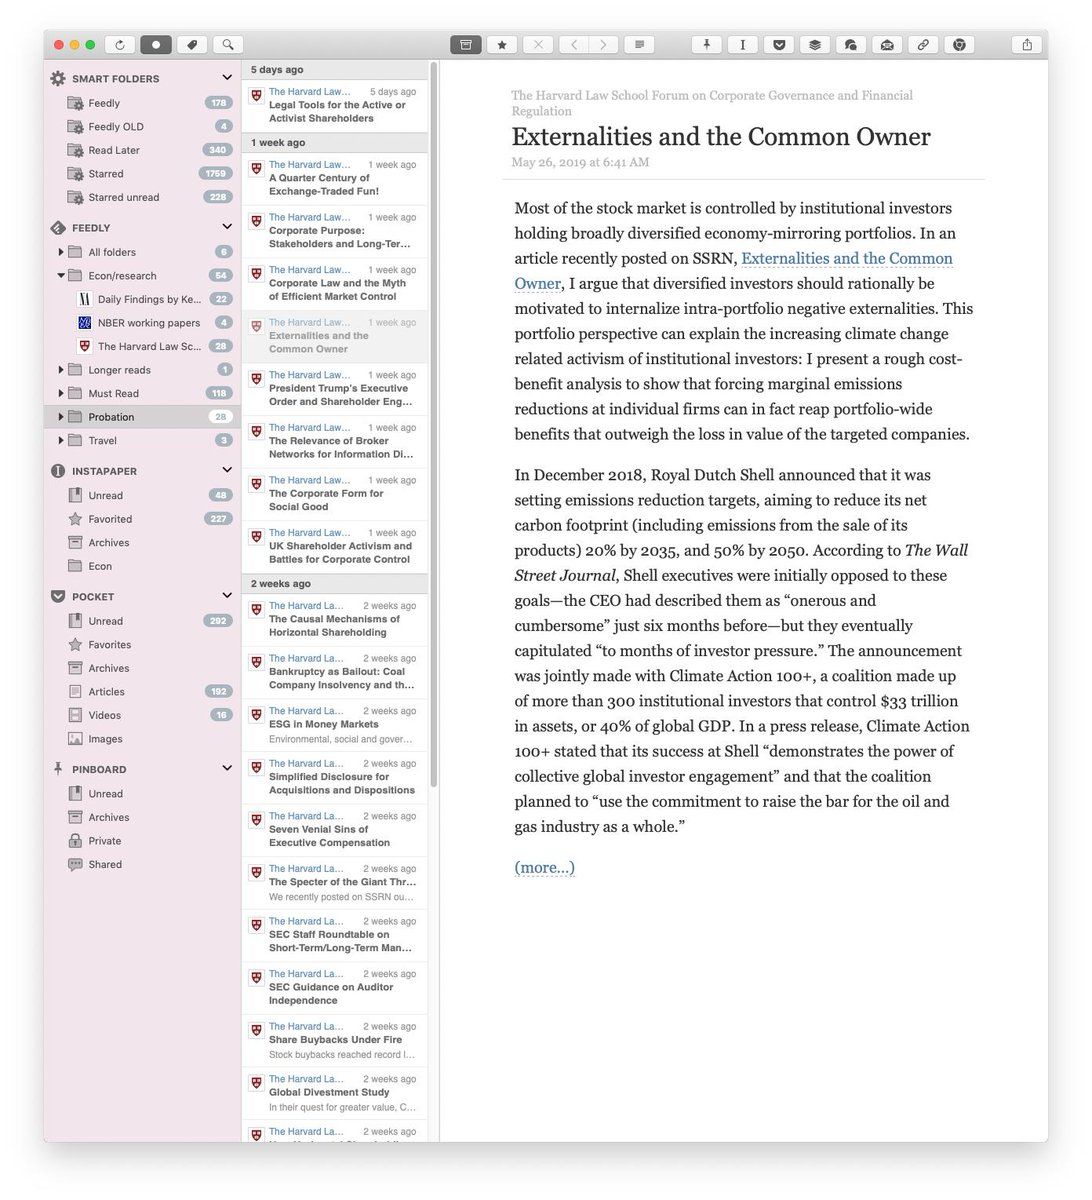 SMART FOLDERS
Feedly 178
Feedly OLD 4
Read Later 340
Starred 1759
Starred unread 228
FEEDLY
All folders 6
Econ/research 54
Daily Findings by Ke... 22
NBER working papers 4
The Harvard Law Sc... 28
Longer reads 1
Must Read 118
Probation 28
Travel 3
INSTAPAPER
Unread 48
Favorited 227
Archives
Econ
POCKET
Unread 292
Favorites
Archives
Articles 192
Videos 16
Images
PINBOARD
Unread
Archives
Private
Shared
5 days ago
The Harvard Law... 5 days ago
Legal Tools for the Active or
Activist Shareholders
1 week ago
The Harvard Law... 1 week ago
A Quarter Century of
Exchange-Traded Fun!
The Harvard Law... 1 week ago
Corporate Purpose:
Stakeholders and Long-Ter...
The Harvard Law... 1 week ago
Corporate Law and the Myth
of Efficient Market Control
The Harvard Law... 1 week ago
Externalities and the
Common Owner
The Harvard Law... 1 week ago
President Trump's Executive
Order and Shareholder Eng...
The Harvard Law... 1 week ago
The Relevance of Broker
Networks for Information Di...
The Harvard Law... 1 week ago
The Corporate Form for
Social Good
The Harvard Law... 1 week ago
UK Shareholder Activism and
Battles for Corporate Control
2 weeks ago
The Harvard La... 2 weeks ago
The Causal Mechanisms of
Horizontal Shareholding
The Harvard La... 2 weeks ago
Bankruptcy as Bailout: Coal
Company Insolvency and th...
The Harvard La... 2 weeks ago
ESG in Money Markets
Environmental, social and gover...
The Harvard La... 2 weeks ago
Simplified Disclosure for
Acquisitions and Dispositions
The Harvard La... 2 weeks ago
Seven Venial Sins of
Executive Compensation
The Harvard La... 2 weeks ago
The Specter of the Giant Thr...
We recently posted on SSRN ou...
The Harvard La... 2 weeks ago
SEC Staff Roundtable on
Short-Term/Long-Term Man...
The Harvard La... 2 weeks ago
SEC Guidance on Auditor
Independence
The Harvard La... 2 weeks ago
Share Buybacks Under Fire
Stock buybacks reached record l...
The Harvard La... 2 weeks ago
Global Divestment Study
In their quest for greater value, C...
The Harvard La... 2 weeks ago
The Harvard Law School Forum on Corporate Governance and Financial
Regulation
Externalities and the Common Owner
May 26, 2019 at 6:41 AM
Most of the stock market is controlled by institutional investors
holding broadly diversified economy-mirroring portfolios. In an
article recently posted on SSRN, Externalities and the Common
Owner, I argue that diversified investors should rationally be
motivated to internalize intra-portfolio negative externalities. This
portfolio perspective can explain the increasing climate change
related activism of institutional investors: I present a rough cost-
benefit analysis to show that forcing marginal emissions
reductions at individual firms can in fact reap portfolio-wide
benefits that outweigh the loss in value of the targeted companies.
In December 2018, Royal Dutch Shell announced that it was
setting emissions reduction targets, aiming to reduce its net
carbon footprint (including emissions from the sale of its
products) 20% by 2035, and 50% by 2050. According to The Wall
Street Journal, Shell executives were initially opposed to these
goals—the CEO had described them as “onerous and
cumbersome” just six months before—but they eventually
capitulated “to months of investor pressure.” The announcement
was jointly made with Climate Action 100+, a coalition made up
of more than 300 institutional investors that control $33 trillion
in assets, or 40% of global GDP. In a press release, Climate Action
100+ stated that its success at Shell “demonstrates the power of
collective global investor engagement” and that the coalition
planned to “use the commitment to raise the bar for the oil and
gas industry as a whole.”
(more...)